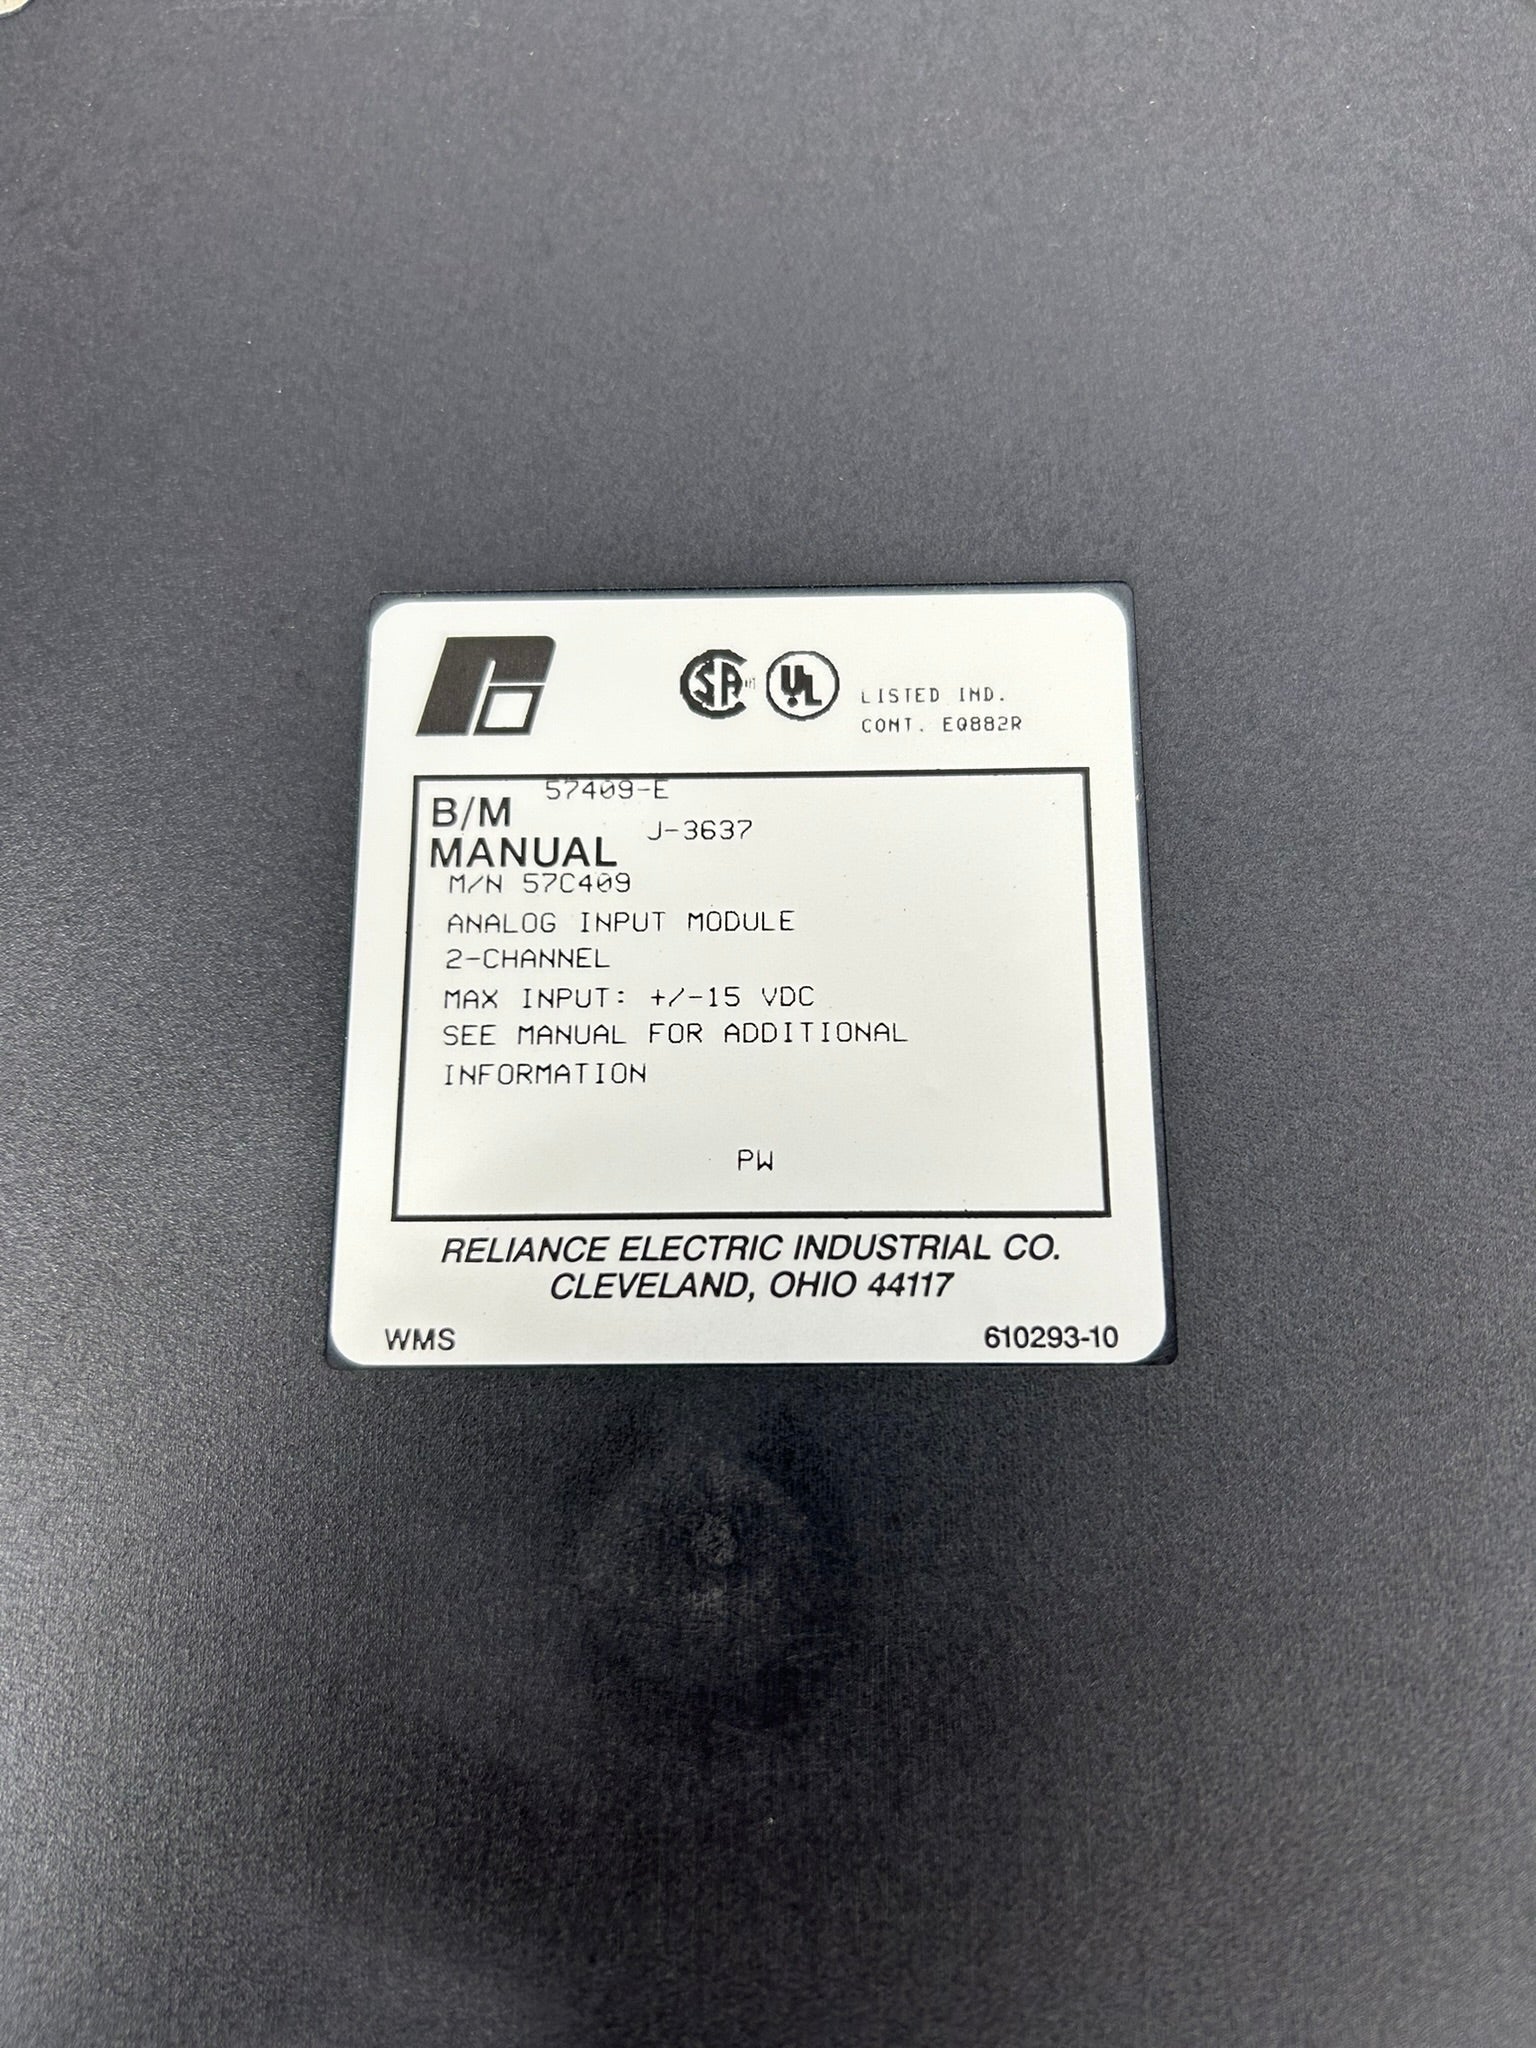 LISTED IND.
CONT. EQ882R
B/M 57409-E
MANUAL J-3637
M/N 57C409
ANALOG INPUT MODULE
2-CHANNEL
MAX INPUT: +/-15 VDC
SEE MANUAL FOR ADDITIONAL
INFORMATION
PW
RELIANCE ELECTRIC INDUSTRIAL CO.
CLEVELAND, OHIO 44117
WMS 610293-10